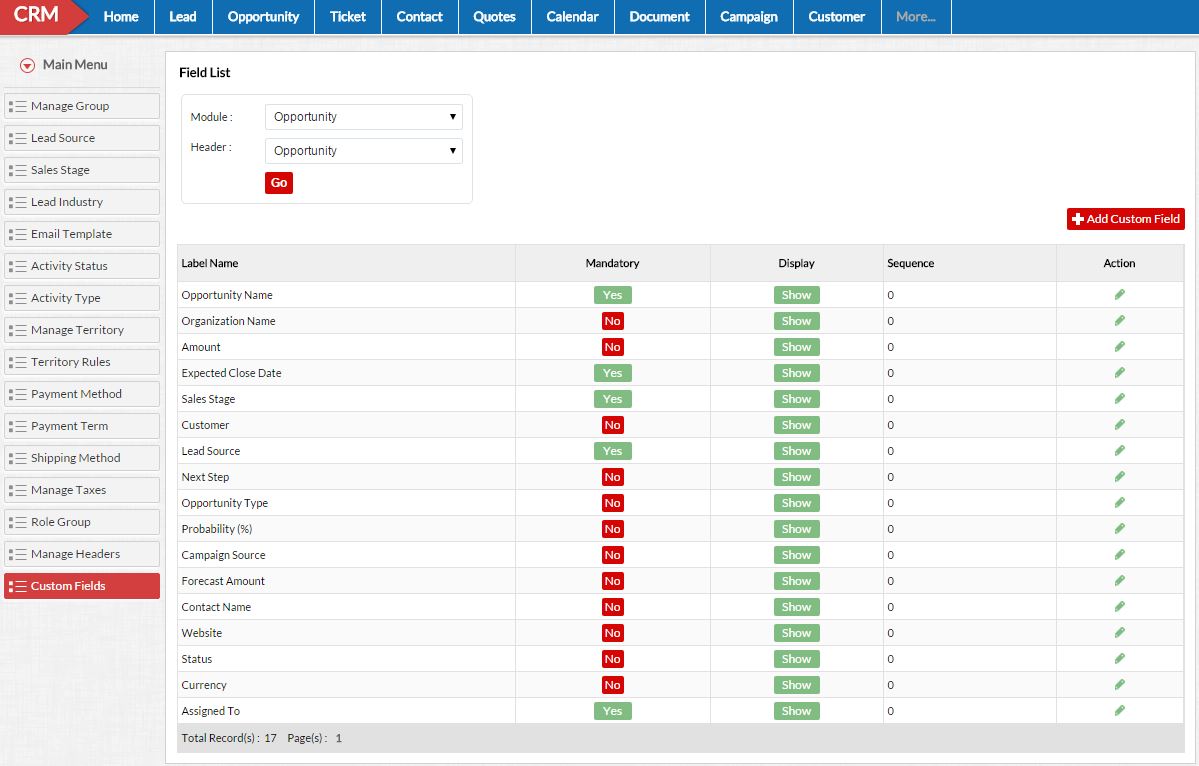 CRM Home Lead Opportunity Ticket Contact Quotes Calendar Document Campaign Customer More...
Main Menu
Manage Group
Lead Source
Sales Stage
Lead Industry
Email Template
Activity Status
Activity Type
Manage Territory
Territory Rules
Payment Method
Payment Term
Shipping Method
Manage Taxes
Role Group
Manage Headers
Custom Fields
Field List
Module : Opportunity
Header : Opportunity
Go
Add Custom Field
Label Name Mandatory Display Sequence Action
Opportunity Name Yes Show 0
Organization Name No Show 0
Amount No Show 0
Expected Close Date Yes Show 0
Sales Stage Yes Show 0
Customer No Show 0
Lead Source Yes Show 0
Next Step No Show 0
Opportunity Type No Show 0
Probability (%) No Show 0
Campaign Source No Show 0
Forecast Amount No Show 0
Contact Name No Show 0
Website No Show 0
Status No Show 0
Currency No Show 0
Assigned To Yes Show 0
Total Record(s) : 17 Page(s) : 1